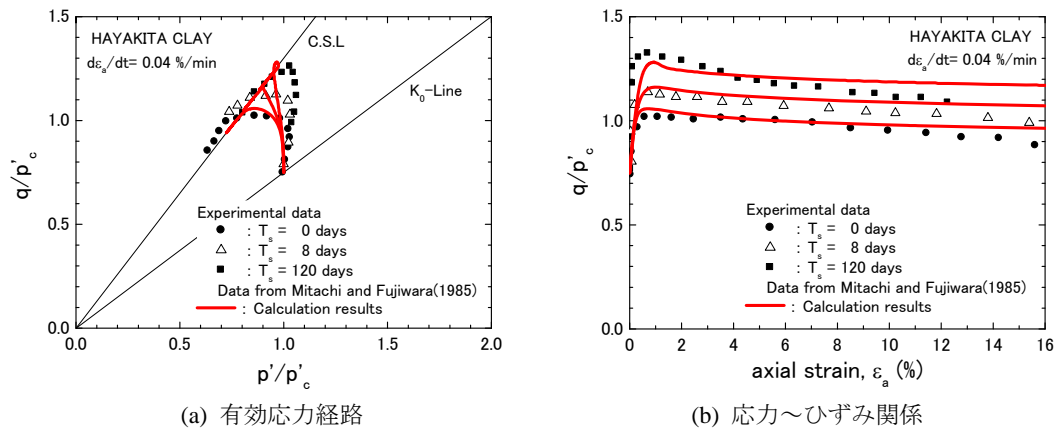 HAYAKITA CLAY
dε_a/dt= 0.04 %/min
C.S.L
K₀-Line
q/p'_c
1.5
1.0
0.5
0.0
Experimental data
● : T_s = 0 days
△ : T_s = 8 days
■ : T_s = 120 days
Data from Mitachi and Fujiwara(1985)
: Calculation results
0.0 0.5 1.0 1.5 2.0
p'/p'_c
(a) 有効応力経路
HAYAKITA CLAY
dε_a/dt= 0.04 %/min
q/p'_c
1.5
1.0
0.5
0.0
Experimental data
● : T_s = 0 days
△ : T_s = 8 days
■ : T_s = 120 days
Data from Mitachi and Fujiwara(1985)
: Calculation results
0 2 4 6 8 10 12 14 16
axial strain, ε_a (%)
(b) 応力～ひずみ関係